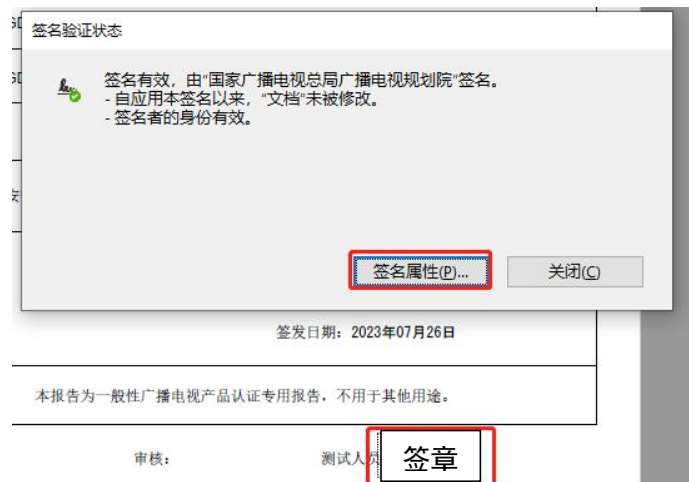 签名验证状态
签名有效，由“国家广播电视总局广播电视规划院”签名。
- 自应用本签名以来，“文档”未被修改。
- 签名者的身份有效。
签名属性(P)...
关闭(C)
签发日期：2023年07月26日
本报告为一般性广播电视产品认证专用报告，不用于其他用途。
审核：
测试人员
签章